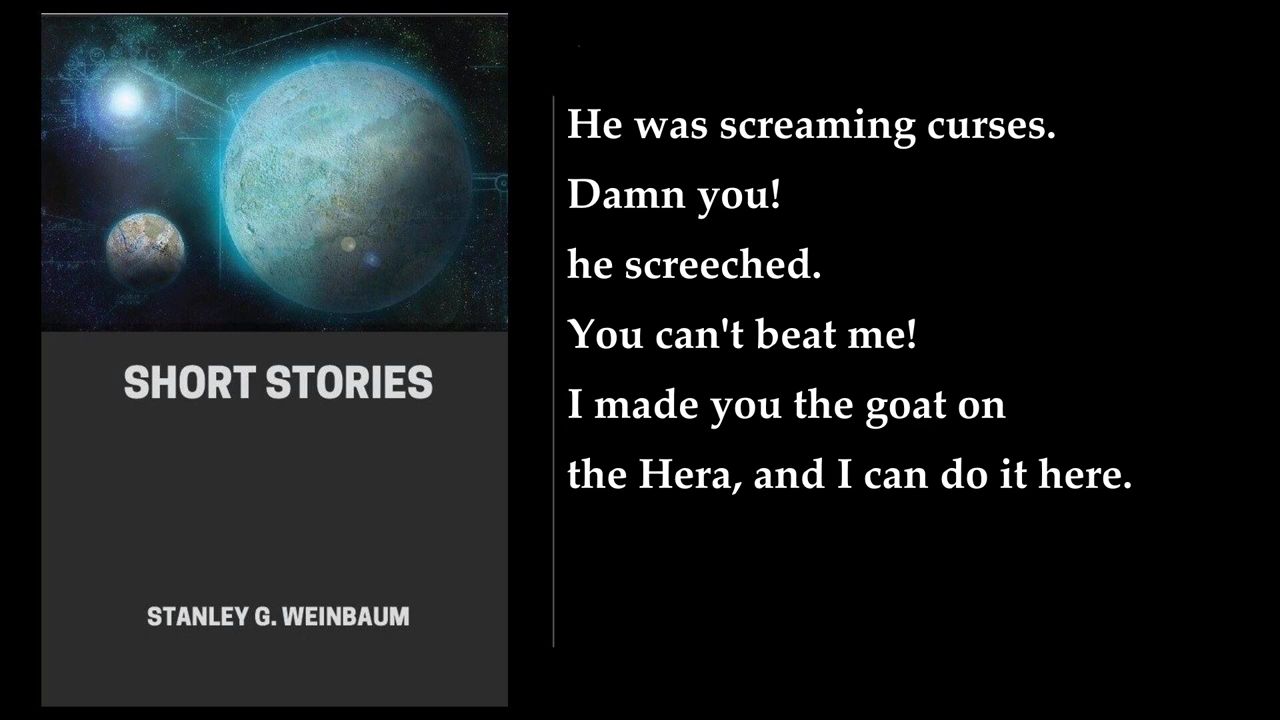 SHORT STORIES
STANLEY G. WEINBAUM
He was screaming curses.
Damn you!
he screeched.
You can't beat me!
I made you the goat on
the Hera, and I can do it here.